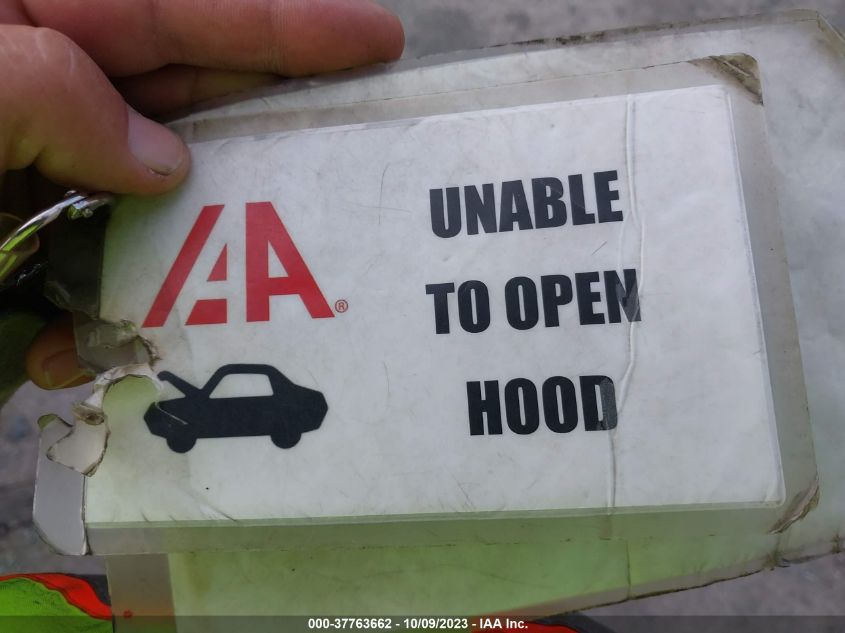 IAA®
UNABLE
TO OPEN
HOOD
000-37763662 - 10/09/2023 - IAA Inc.